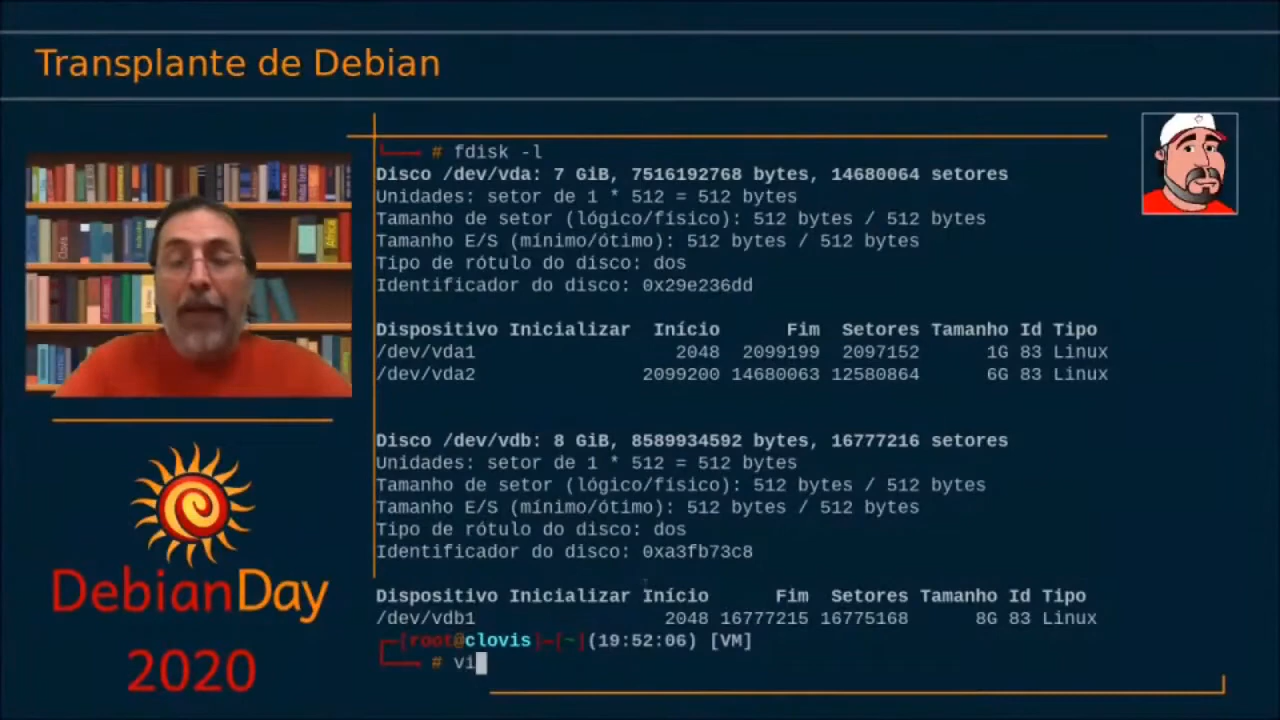 Transplante de Debian
# fdisk -l
Disco /dev/vda: 7 GiB, 7516192768 bytes, 14680064 setores
Unidades: setor de 1 * 512 = 512 bytes
Tamanho de setor (lógico/físico): 512 bytes / 512 bytes
Tamanho E/S (mínimo/ótimo): 512 bytes / 512 bytes
Tipo de rótulo do disco: dos
Identificador do disco: 0x29e236dd
Dispositivo Inicializar Início Fim Setores Tamanho Id Tipo
/dev/vda1 2048 2099199 2097152 1G 83 Linux
/dev/vda2 2099200 14680063 12580864 6G 83 Linux
Disco /dev/vdb: 8 GiB, 8589934592 bytes, 16777216 setores
Unidades: setor de 1 * 512 = 512 bytes
Tamanho de setor (lógico/físico): 512 bytes / 512 bytes
Tamanho E/S (mínimo/ótimo): 512 bytes / 512 bytes
Tipo de rótulo do disco: dos
Identificador do disco: 0xa3fb73c8
Dispositivo Inicializar Início Fim Setores Tamanho Id Tipo
/dev/vdb1 2048 16777215 16775168 8G 83 Linux
[root@clovis]-[~](19:52:06) [VM]
# vi
DebianDay
2020
Clovis
África